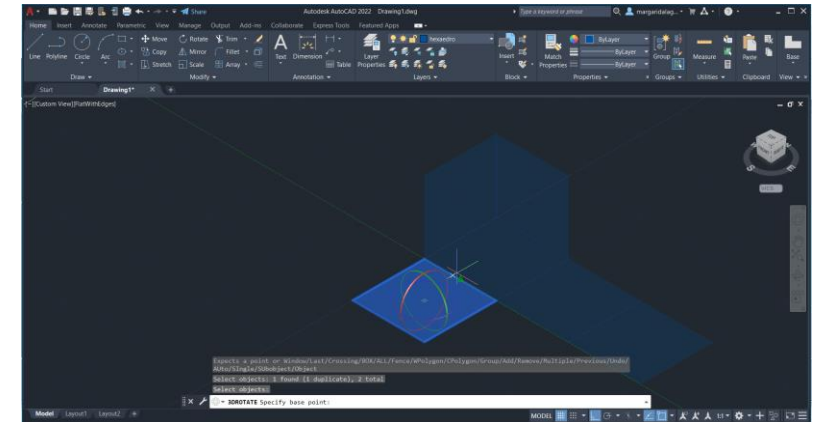 Share
Autodesk AutoCAD 2022 Drawing1.dwg
Type a keyword or phrase
margaridalag...
Home Insert Annotate Parametric View Manage Output Add-ins Collaborate Express Tools Featured Apps
Line Polyline Circle Arc
Move Rotate Trim
Copy Mirror Fillet
Stretch Scale Array
Text Dimension Table
Layer Properties
hexaedro
Insert
Match Properties
ByLayer
ByLayer
ByLayer
Group
Measure
Paste
Base
Draw Modify Annotation Layers Block Properties Groups Utilities Clipboard View
Start Drawing1* +
[-][Custom View][FlatWithEdges]
Expects a point or Window/Last/Crossing/BOX/ALL/Fence/WPolygon/CPolygon/Group/Add/Remove/Multiple/Previous/Undo/
AUto/SIngle/SUbobject/Object
Select objects: 1 found (1 duplicate), 2 total
Select objects:
3DROTATE Specify base point:
Model Layout1 Layout2 +
MODEL 1:1